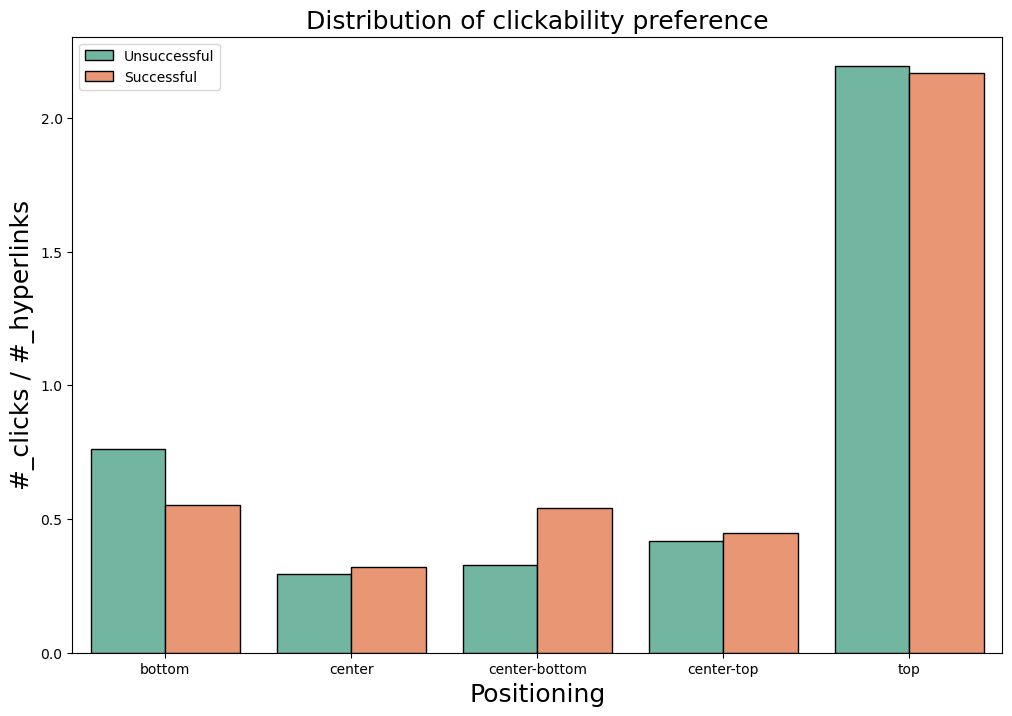 Distribution of clickability preference
Unsuccessful
Successful
#_clicks / #_hyperlinks
2.0
1.5
1.0
0.5
0.0
bottom
center
center-bottom
center-top
top
Positioning